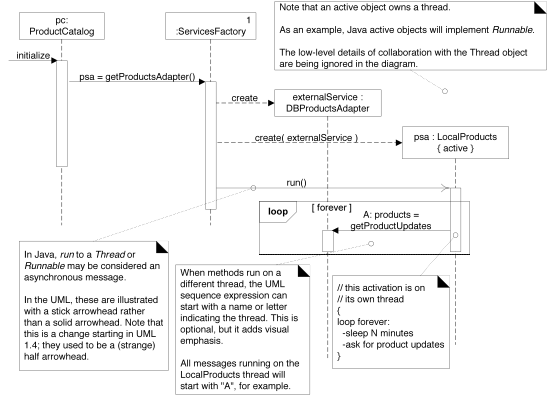 Note that an active object owns a thread.
As an example, Java active objects will implement Runnable.
The low-level details of collaboration with the Thread object
are being ignored in the diagram.
pc:
ProductCatalog
1
:ServicesFactory
initialize
psa = getProductsAdapter()
create
externalService :
DBProductsAdapter
create( externalService )
psa : LocalProducts
{ active }
run()
loop
[ forever ]
A: products =
getProductUpdates
In Java, run to a Thread or
Runnable may be considered an
asynchronous message.
In the UML, these are illustrated
with a stick arrowhead rather
than a solid arrowhead. Note that
this is a change starting in UML
1.4; they used to be a (strange)
half arrowhead.
When methods run on a
different thread, the UML
sequence expression can
start with a name or letter
indicating the thread. This is
optional, but it adds visual
emphasis.
All messages running on the
LocalProducts thread will
start with "A", for example.
// this activation is on
// its own thread
{
loop forever:
-sleep N minutes
-ask for product updates
}